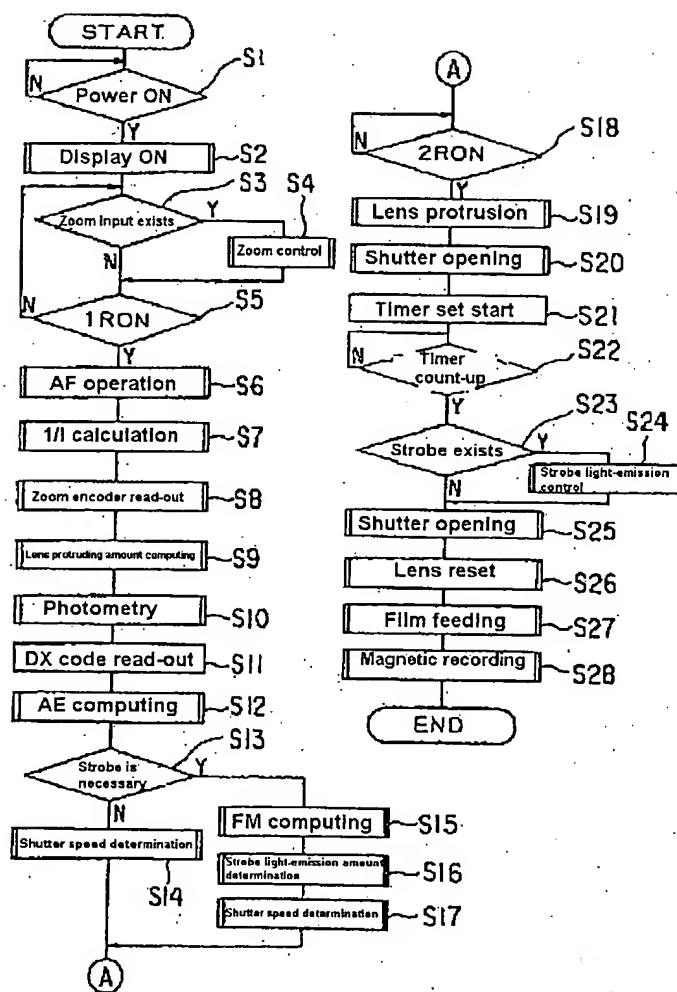 START
S1
N
Power ON
Y
Display ON
S2
S3
S4
Zoom input exists
Y
Zoom control
N
S5
N
1RON
Y
AF operation
S6
1/l calculation
S7
Zoom encoder read-out
S8
Lens protruding amount computing
S9
Photometry
S10
DX code read-out
S11
AE computing
S12
S13
Strobe is
necessary
Y
N
Shutter speed determination
S14
FM computing
S15
Strobe light-emission amount
determination
S16
Shutter speed determination
S17
A
A
S18
N
2RON
Y
Lens protrusion
S19
Shutter opening
S20
Timer set start
S21
N
Timer
count-up
S22
Y
S23
S24
Strobe exists
Y
Strobe light-emission
control
N
Shutter opening
S25
Lens reset
S26
Film feeding
S27
Magnetic recording
S28
END